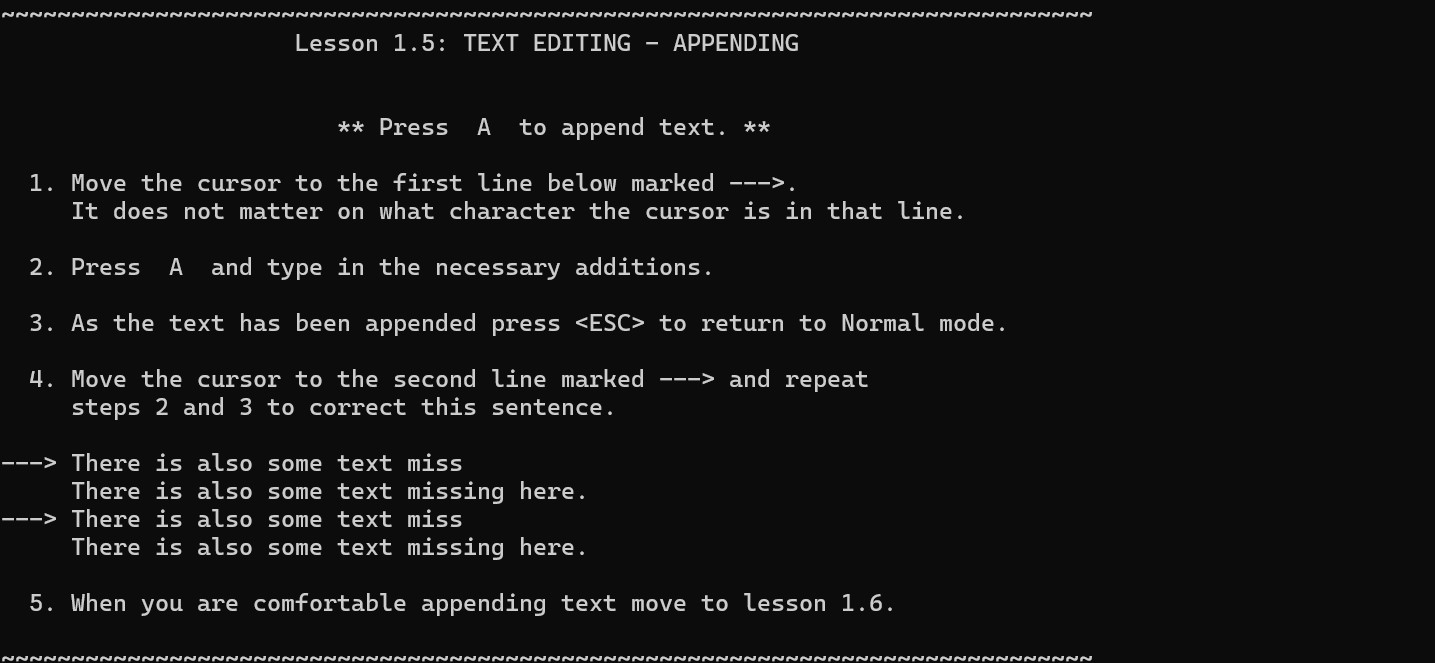 ~~~~~~~~~~~~~~~~~~~~~~~~~~~~~~~~~~~~~~~~~~~~~~~~~~~~~~~~~~~~~~~~~~~~~~~~~~~~~~
Lesson 1.5: TEXT EDITING - APPENDING
** Press  A  to append text. **
1. Move the cursor to the first line below marked --->.
It does not matter on what character the cursor is in that line.
2. Press  A  and type in the necessary additions.
3. As the text has been appended press <ESC> to return to Normal mode.
4. Move the cursor to the second line marked ---> and repeat
steps 2 and 3 to correct this sentence.
---> There is also some text miss
There is also some text missing here.
---> There is also some text miss
There is also some text missing here.
5. When you are comfortable appending text move to lesson 1.6.
~~~~~~~~~~~~~~~~~~~~~~~~~~~~~~~~~~~~~~~~~~~~~~~~~~~~~~~~~~~~~~~~~~~~~~~~~~~~~~